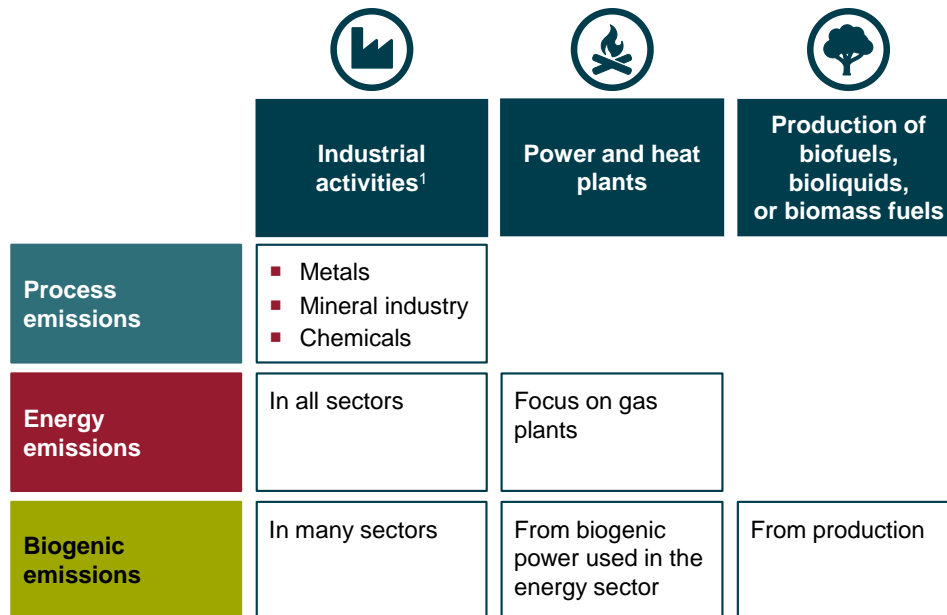 Industrial
activities¹
Power and heat
plants
Production of
biofuels,
bioliquids,
or biomass fuels
Process
emissions
Metals
Mineral industry
Chemicals
Energy
emissions
In all sectors
Focus on gas
plants
Biogenic
emissions
In many sectors
From biogenic
power used in the
energy sector
From production